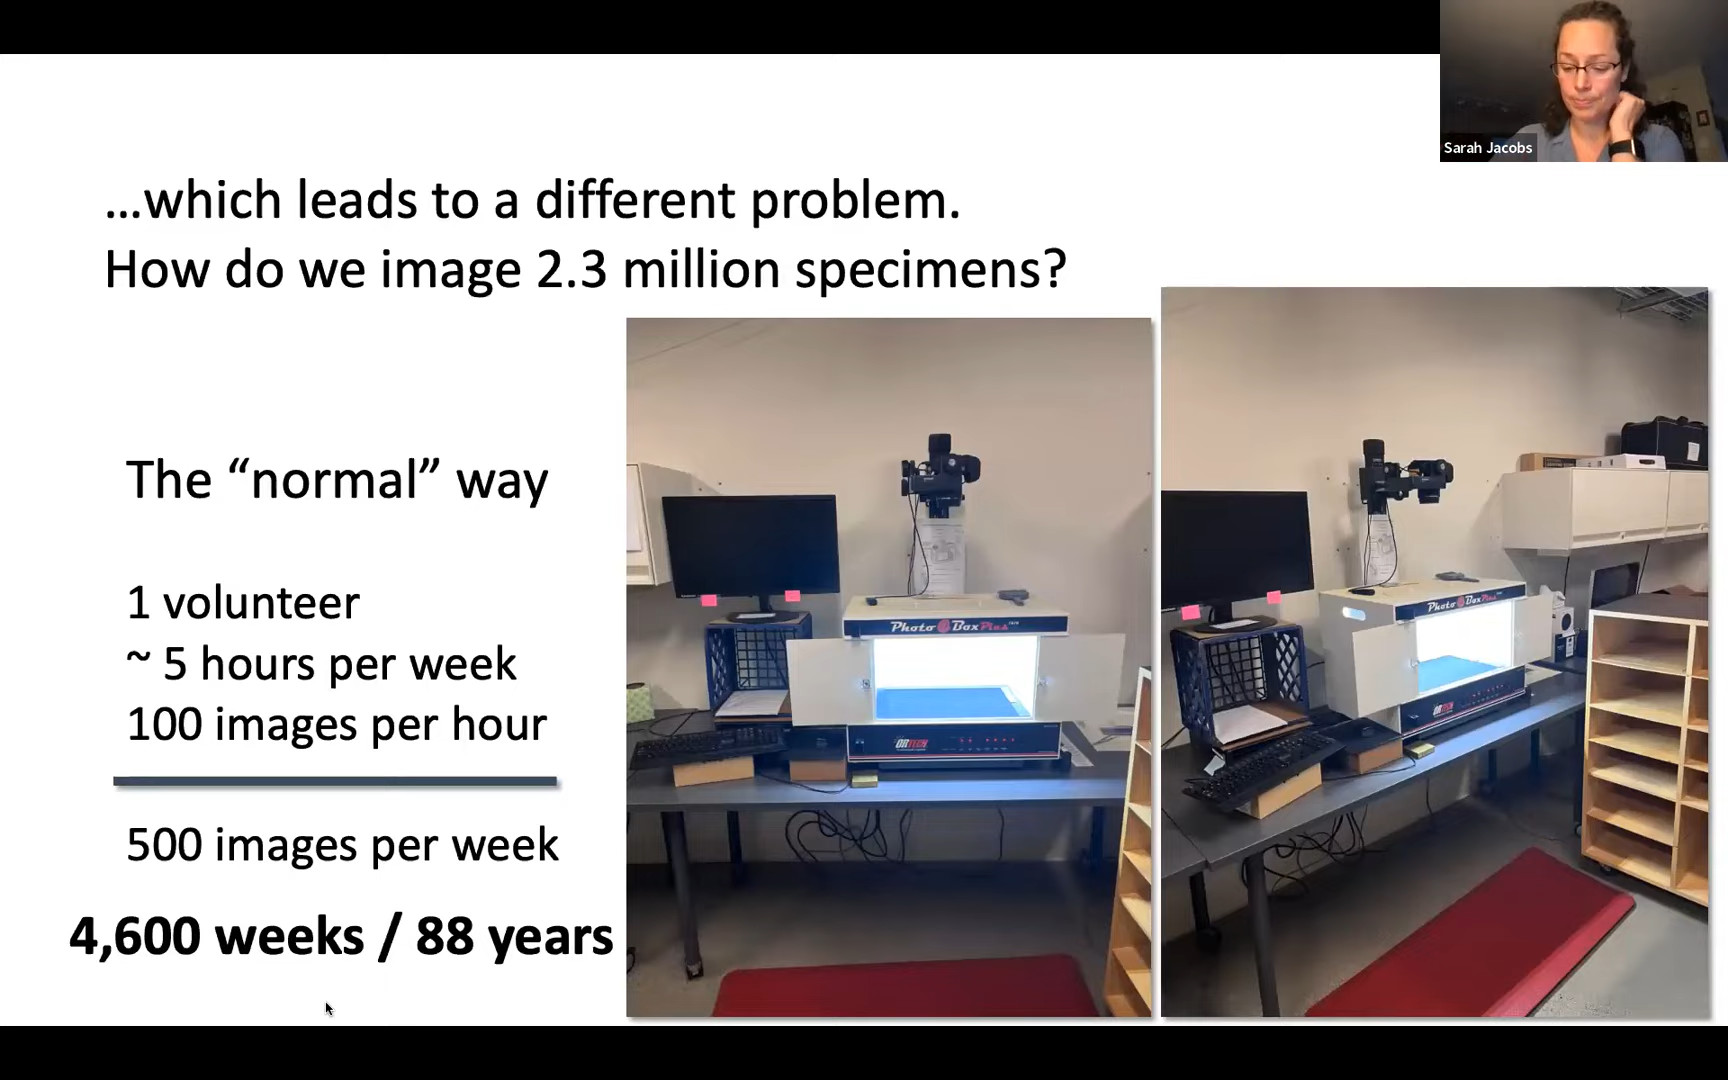 Sarah Jacobs
...which leads to a different problem.
How do we image 2.3 million specimens?
The “normal” way
1 volunteer
~ 5 hours per week
100 images per hour
500 images per week
4,600 weeks / 88 years
Photo Box Plus
ORTECH
Photo Box Plus